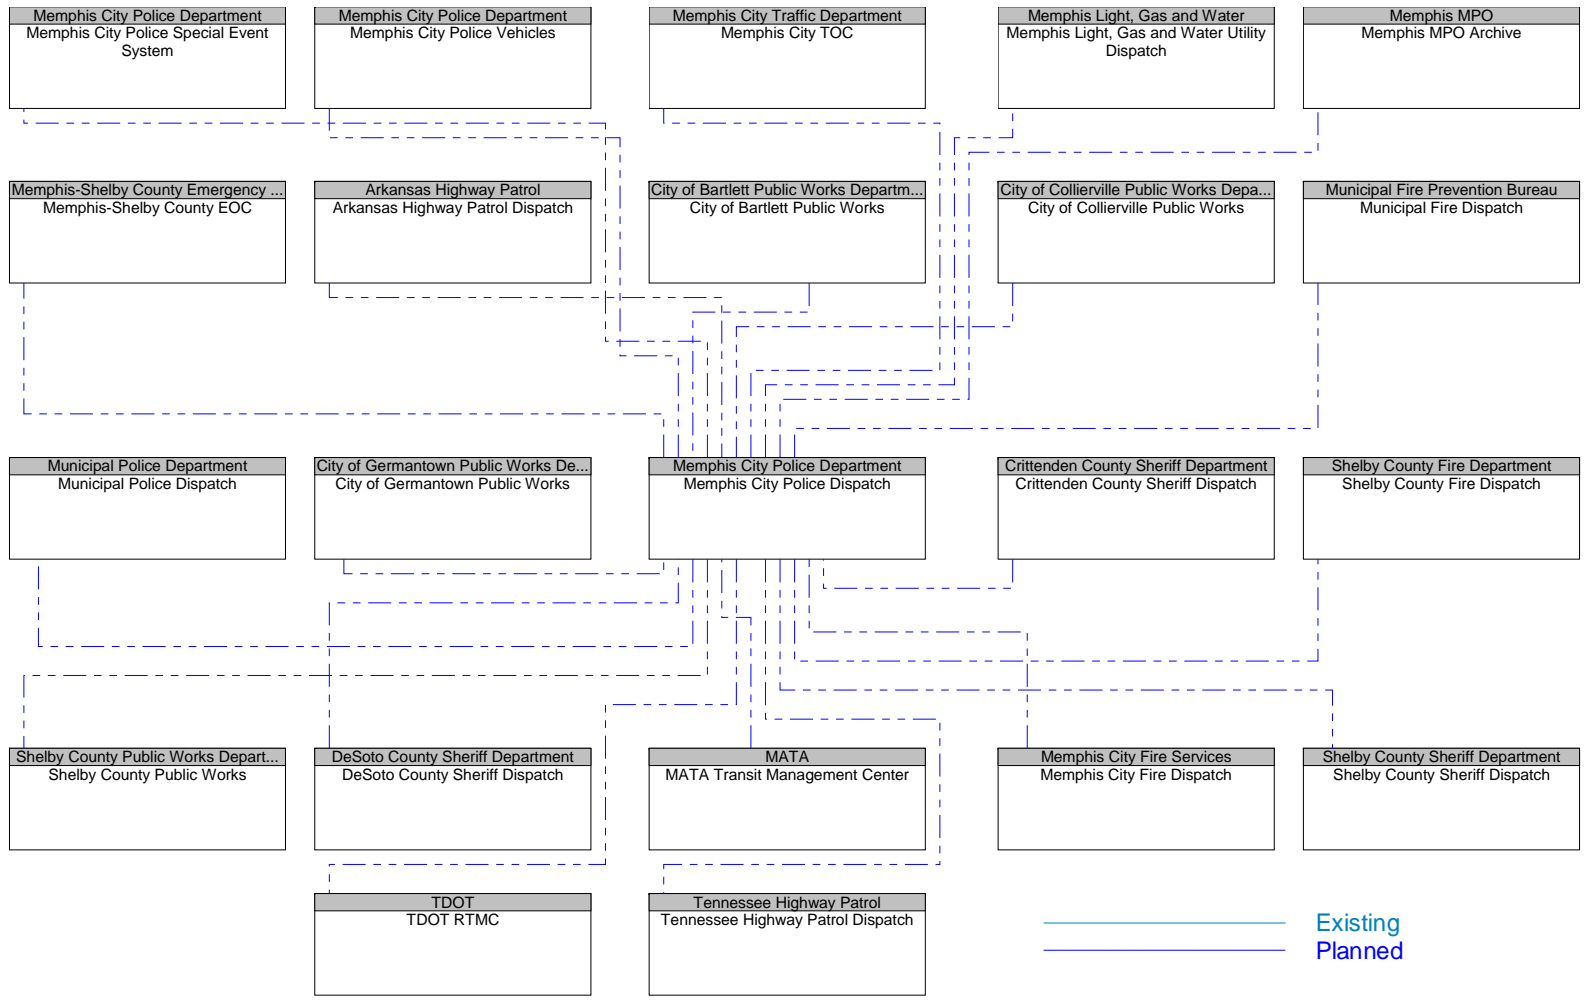 Memphis City Police Department
Memphis City Police Special Event
System
Memphis City Police Department
Memphis City Police Vehicles
Memphis City Traffic Department
Memphis City TOC
Memphis Light, Gas and Water
Memphis Light, Gas and Water Utility
Dispatch
Memphis MPO
Memphis MPO Archive
Memphis-Shelby County Emergency ...
Memphis-Shelby County EOC
Arkansas Highway Patrol
Arkansas Highway Patrol Dispatch
City of Bartlett Public Works Departm...
City of Bartlett Public Works
City of Collierville Public Works Depa...
City of Collierville Public Works
Municipal Fire Prevention Bureau
Municipal Fire Dispatch
Municipal Police Department
Municipal Police Dispatch
City of Germantown Public Works De...
City of Germantown Public Works
Memphis City Police Department
Memphis City Police Dispatch
Crittenden County Sheriff Department
Crittenden County Sheriff Dispatch
Shelby County Fire Department
Shelby County Fire Dispatch
Shelby County Public Works Depart...
Shelby County Public Works
DeSoto County Sheriff Department
DeSoto County Sheriff Dispatch
MATA
MATA Transit Management Center
Memphis City Fire Services
Memphis City Fire Dispatch
Shelby County Sheriff Department
Shelby County Sheriff Dispatch
TDOT
TDOT RTMC
Tennessee Highway Patrol
Tennessee Highway Patrol Dispatch
Existing
Planned